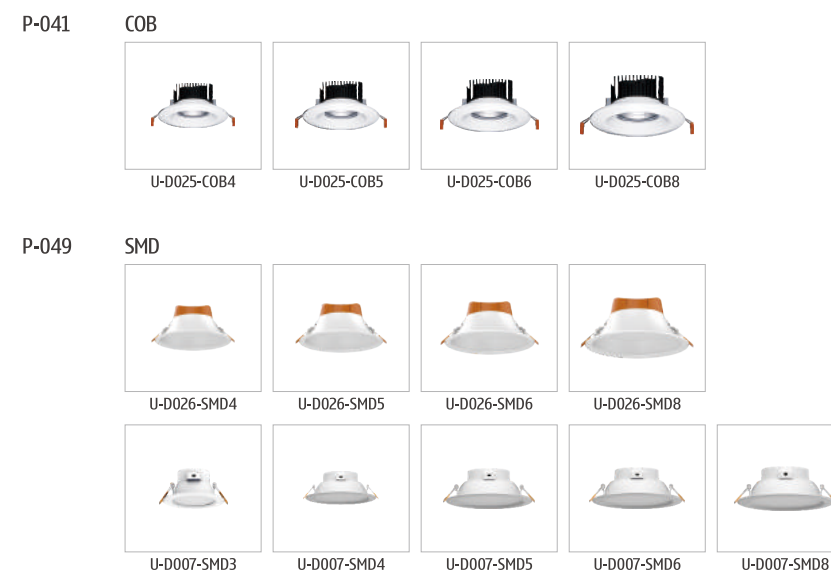 P-041 COB
U-D025-COB4 U-D025-COB5 U-D025-COB6 U-D025-COB8
P-049 SMD
U-D026-SMD4 U-D026-SMD5 U-D026-SMD6 U-D026-SMD8
U-D007-SMD3 U-D007-SMD4 U-D007-SMD5 U-D007-SMD6 U-D007-SMD8